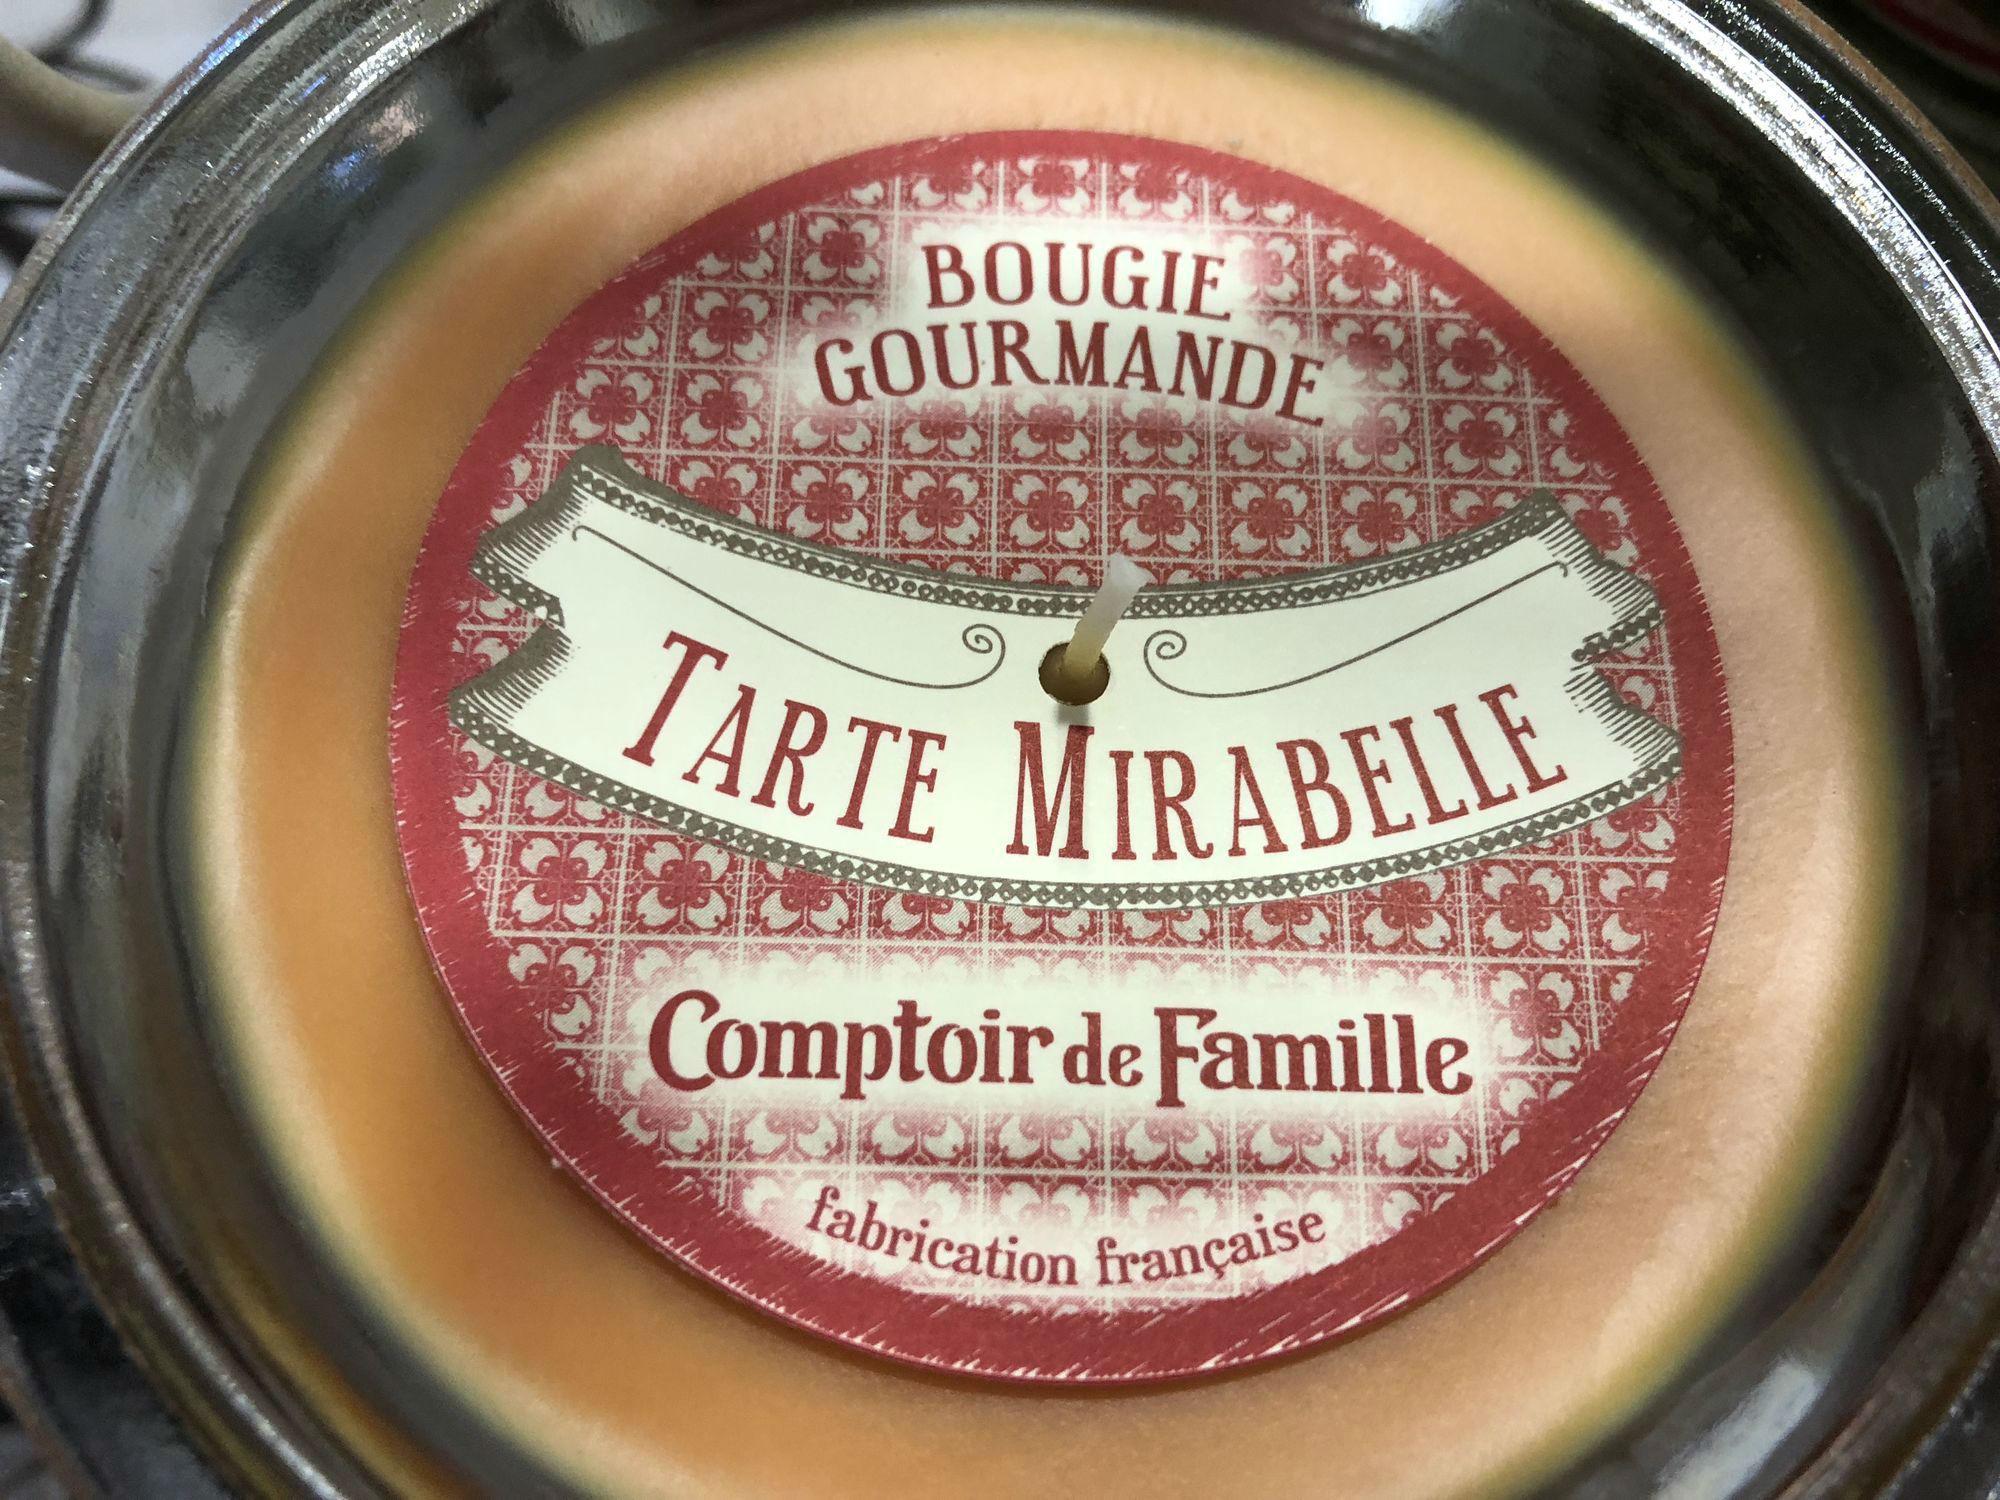 BOUGIE
GOURMANDE
TARTE MIRABELLE
Comptoir de Famille
fabrication française